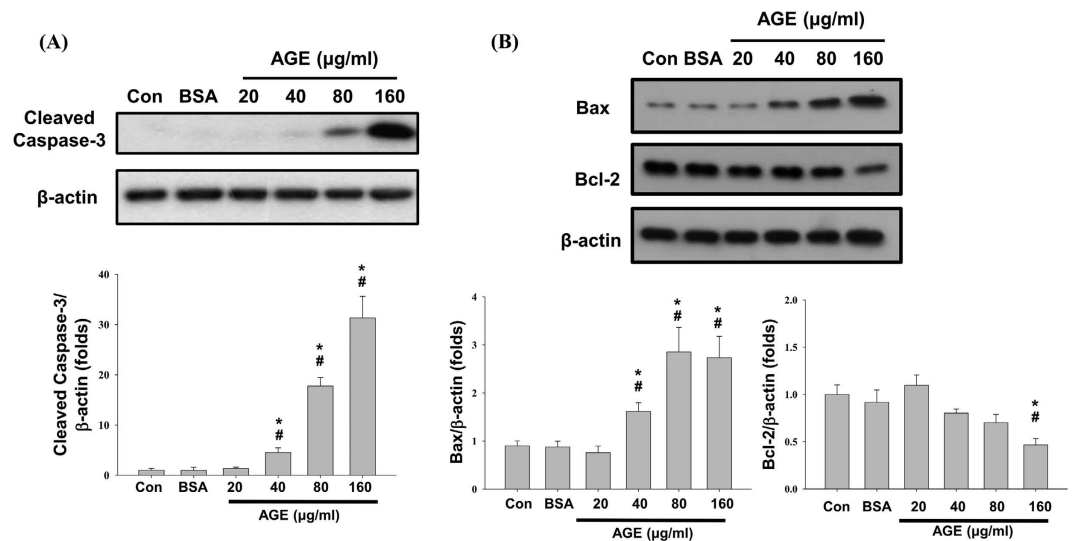 (A)
AGE (µg/ml)
Con BSA 20 40 80 160
Cleaved
Caspase-3
β-actin
Cleaved Caspase-3/
β-actin (folds)
40
30
20
10
0
*
#
*
#
*
#
Con BSA 20 40 80 160
AGE (µg/ml)
(B)
AGE (µg/ml)
Con BSA 20 40 80 160
Bax
Bcl-2
β-actin
Bax/β-actin (folds)
4
3
2
1
0
*
#
*
#
*
#
Con BSA 20 40 80 160
AGE (µg/ml)
Bcl-2/β-actin (folds)
2.0
1.5
1.0
0.5
0.0
*
#
Con BSA 20 40 80 160
AGE (µg/ml)